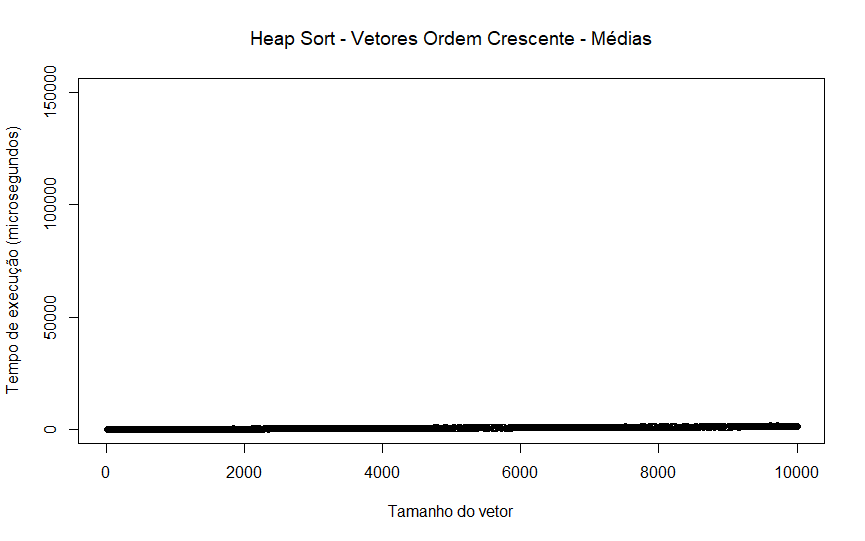 Heap Sort - Vetores Ordem Crescente - Médias
Tempo de execução (microsegundos)
150000
100000
50000
0
0 2000 4000 6000 8000 10000
Tamanho do vetor